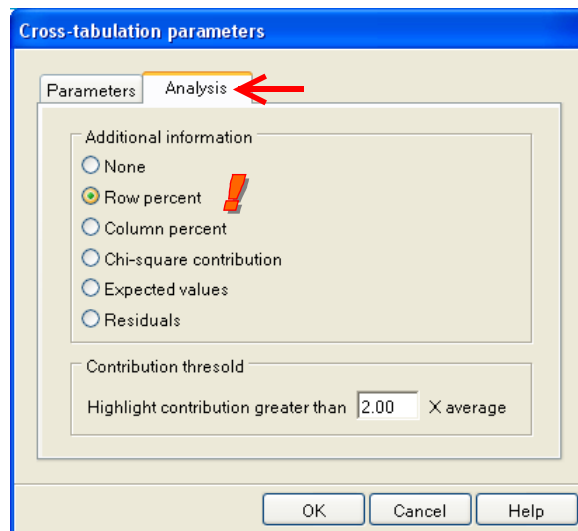 Cross-tabulation parameters
Parameters Analysis
Additional information
None
Row percent
Column percent
Chi-square contribution
Expected values
Residuals
Contribution thresold
Highlight contribution greater than 2.00 X average
OK Cancel Help